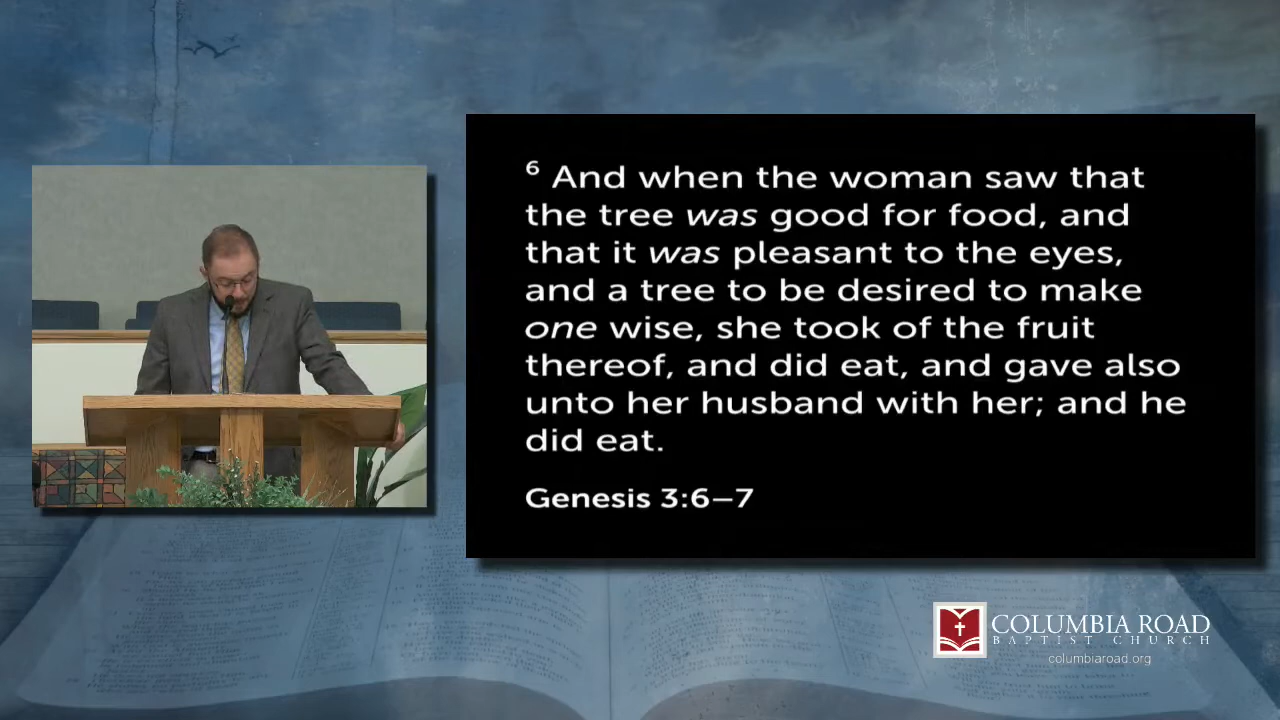 6 And when the woman saw that
the tree was good for food, and
that it was pleasant to the eyes,
and a tree to be desired to make
one wise, she took of the fruit
thereof, and did eat, and gave also
unto her husband with her; and he
did eat.
Genesis 3:6–7
COLUMBIA ROAD
BAPTIST CHURCH
columbiaroad.org